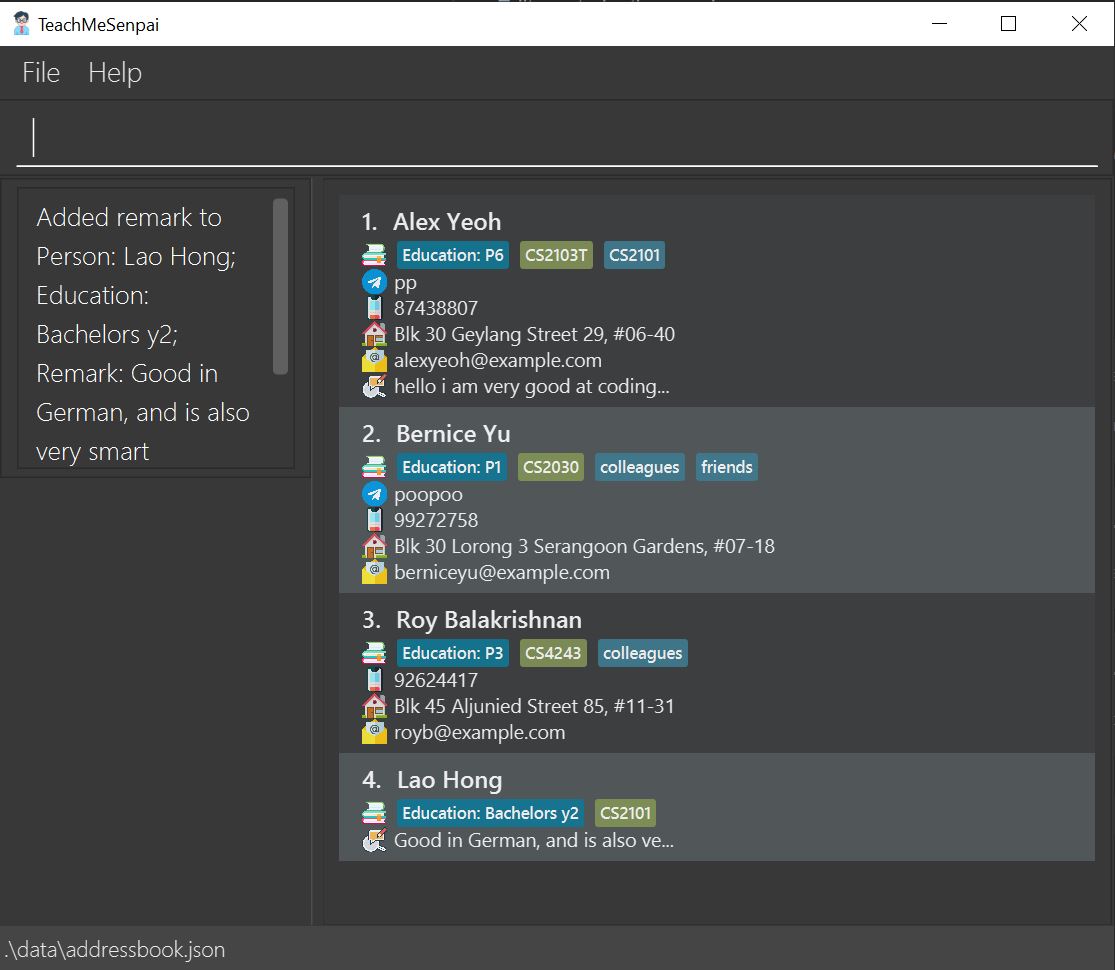 TeachMeSenpai
File Help
Added remark to
Person: Lao Hong;
Education:
Bachelors y2;
Remark: Good in
German, and is also
very smart
1. Alex Yeoh
Education: P6 CS2103T CS2101
pp
87438807
Blk 30 Geylang Street 29, #06-40
alexyeoh@example.com
hello i am very good at coding...
2. Bernice Yu
Education: P1 CS2030 colleagues friends
poopoo
99272758
Blk 30 Lorong 3 Serangoon Gardens, #07-18
berniceyu@example.com
3. Roy Balakrishnan
Education: P3 CS4243 colleagues
92624417
Blk 45 Aljunied Street 85, #11-31
royb@example.com
4. Lao Hong
Education: Bachelors y2 CS2101
Good in German, and is also ve...
.\data\addressbook.json